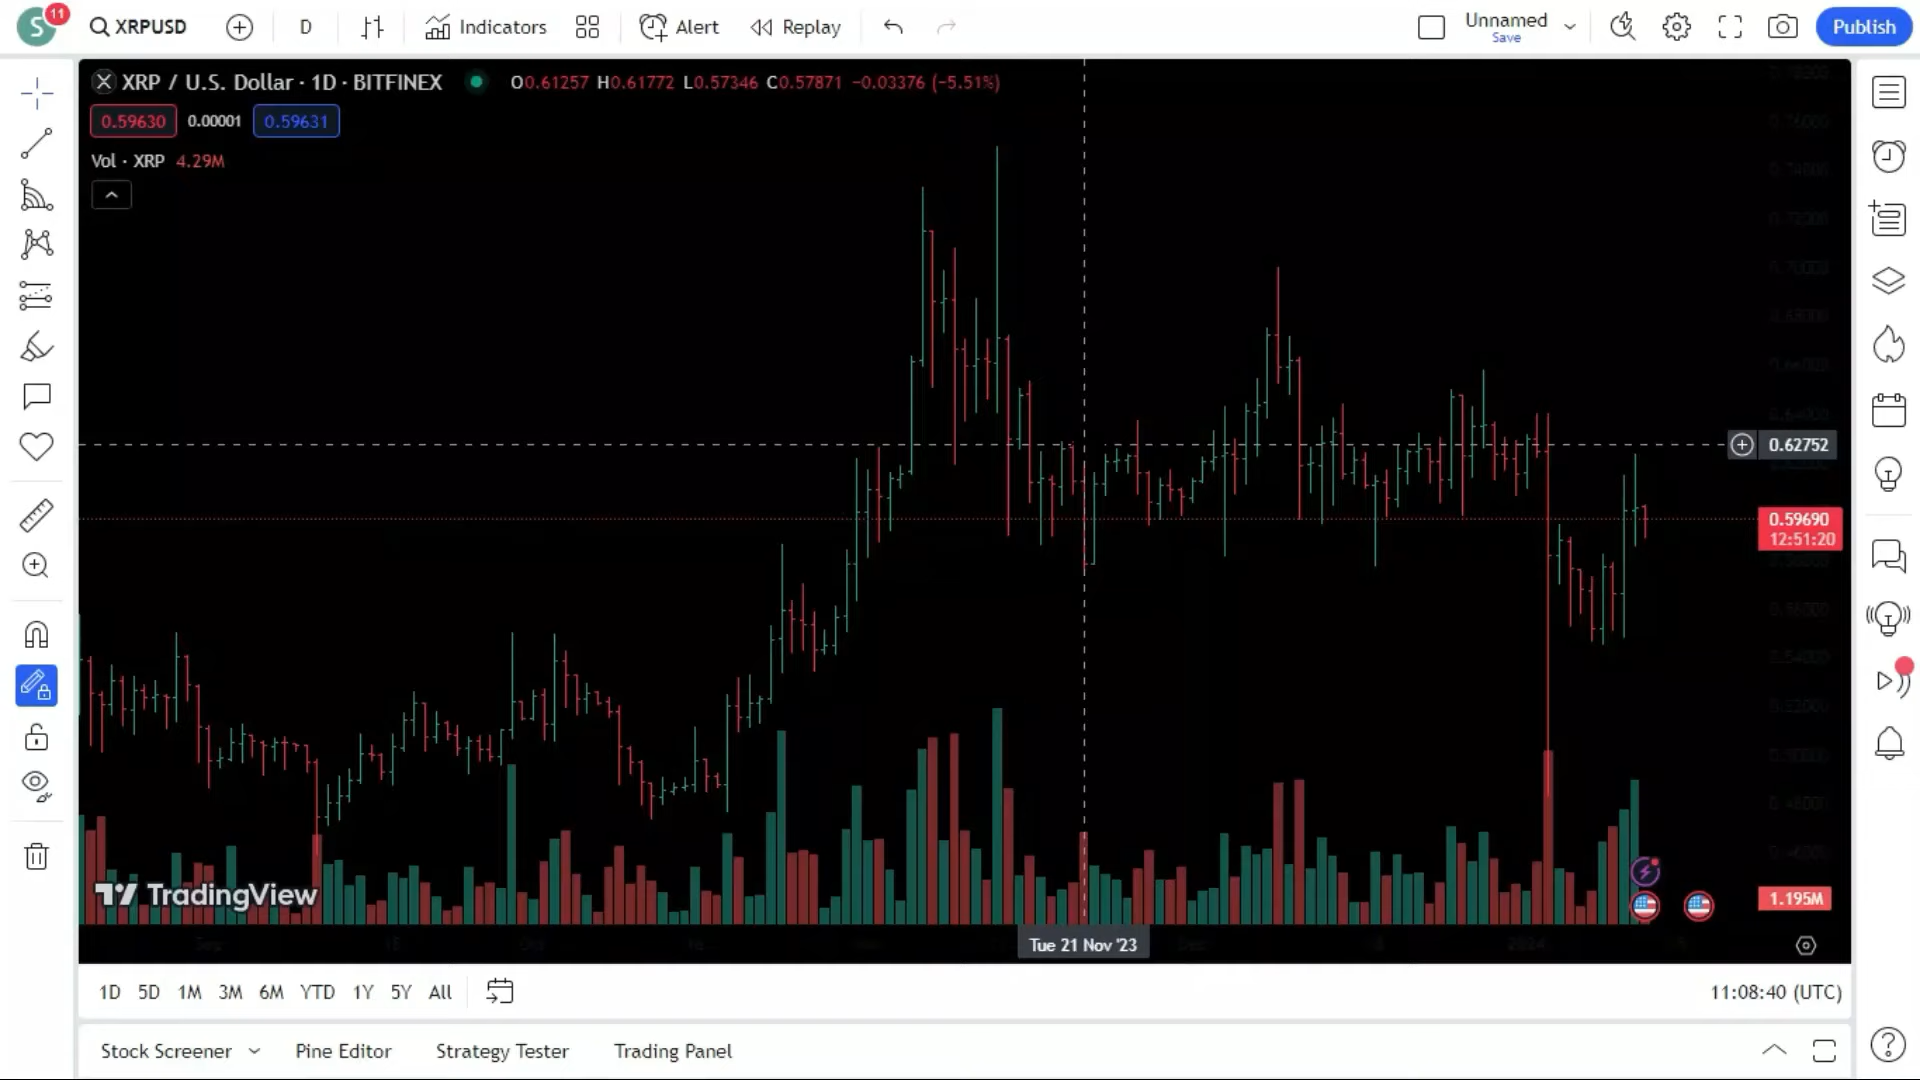 S
11
XRPUSD
D
Indicators
Alert
Replay
Unnamed
Save
Publish
XRP / U.S. Dollar · 1D · BITFINEX
O0.61257 H0.61772 L0.57346 C0.57871 −0.03376 (−5.51%)
0.59630
0.00001
0.59631
Vol · XRP 4.29M
0.62752
0.59690
12:51:20
1.195M
TradingView
Tue 21 Nov '23
1D 5D 1M 3M 6M YTD 1Y 5Y All
11:08:40 (UTC)
Stock Screener
Pine Editor
Strategy Tester
Trading Panel